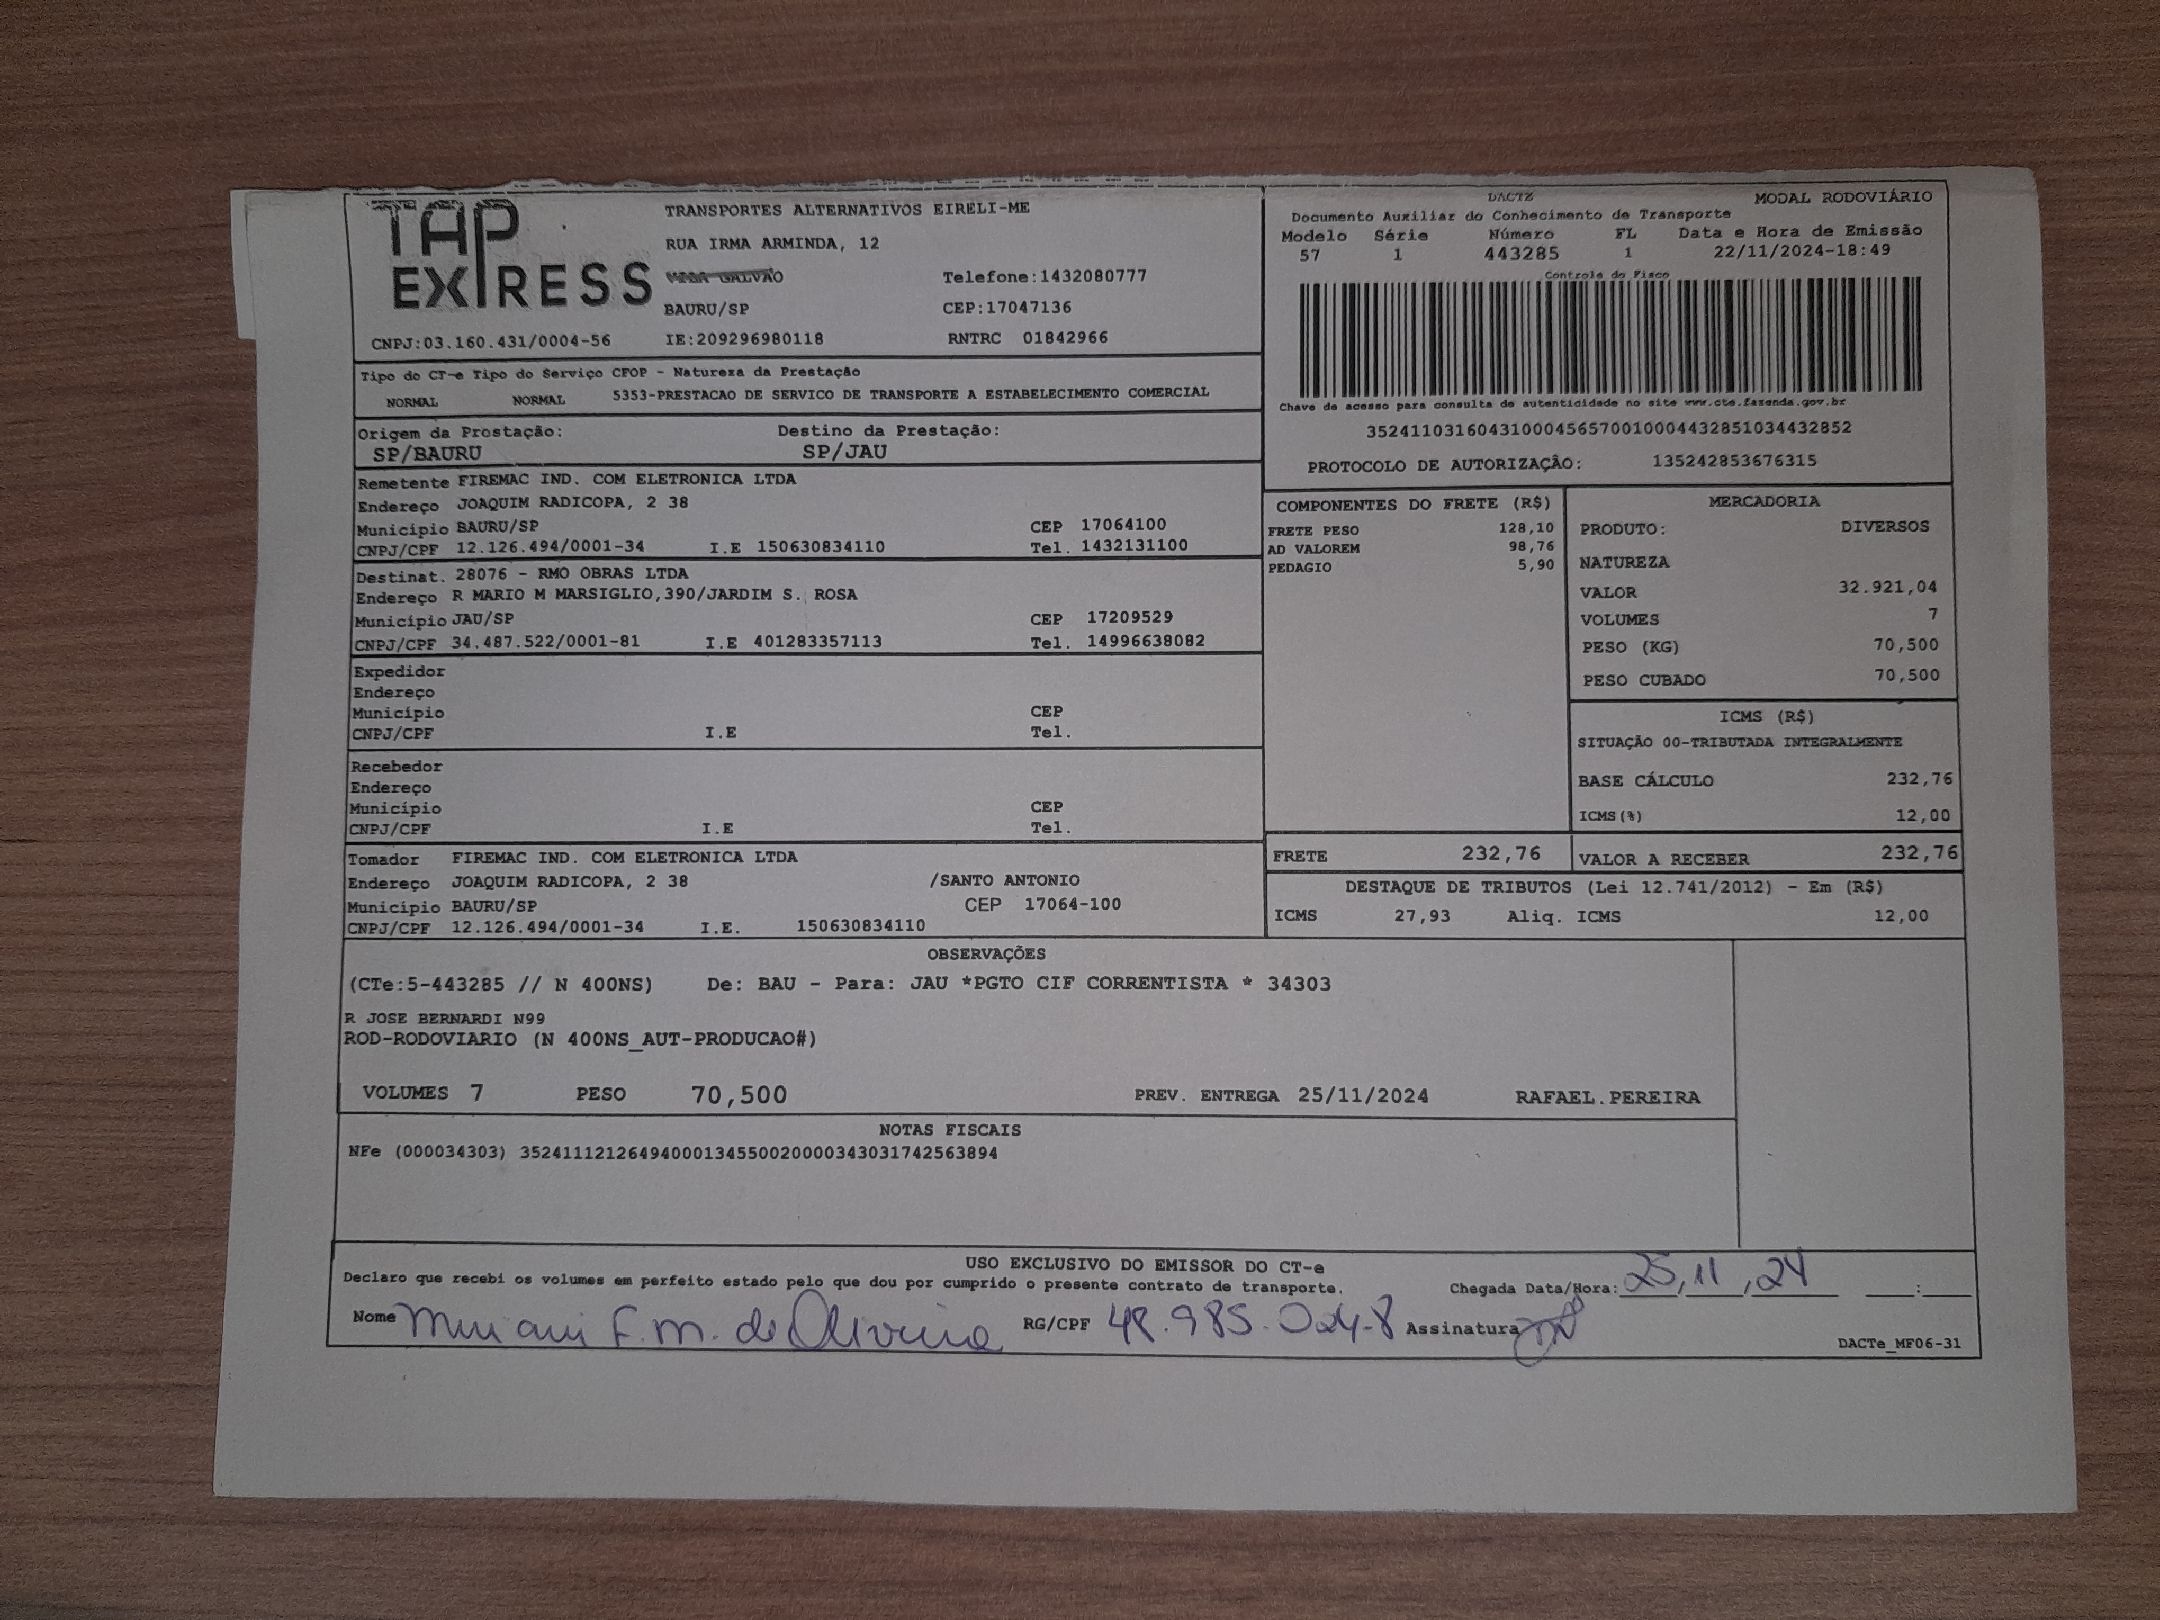 TAP EXPRESS
TRANSPORTES ALTERNATIVOS EIRELI-ME
RUA IRMA ARMINDA, 12
GALVAO Telefone:1432080777
BAURU/SP CEP:17047136
CNPJ:03.160.431/0004-56 IE:209296980118 RNTRC 01842966
DACTE MODAL RODOVIÁRIO
Documento Auxiliar do Conhecimento de Transporte
Modelo Série Número FL Data e Hora de Emissão
57 1 443285 1 22/11/2024-18:49
Controle do Fisco
Chave de acesso para consulta de autenticidade no site www.cte.fazenda.gov.br
35241103160431000456570010004432851034432852
PROTOCOLO DE AUTORIZAÇÃO: 135242853676315
Tipo do CT-e Tipo do Serviço CFOP - Natureza da Prestação
NORMAL NORMAL 5353-PRESTACAO DE SERVICO DE TRANSPORTE A ESTABELECIMENTO COMERCIAL
Origem da Prestação: Destino da Prestação:
SP/BAURU SP/JAU
Remetente FIREMAC IND. COM ELETRONICA LTDA
Endereço JOAQUIM RADICOPA, 2 38
Município BAURU/SP CEP 17064100
CNPJ/CPF 12.126.494/0001-34 I.E 150630834110 Tel. 1432131100
Destinat. 28076 - RMO OBRAS LTDA
Endereço R MARIO M MARSIGLIO,390/JARDIM S. ROSA
Município JAU/SP CEP 17209529
CNPJ/CPF 34.487.522/0001-81 I.E 401283357113 Tel. 14996638082
Expedidor
Endereço
Município CEP
CNPJ/CPF I.E Tel.
Recebedor
Endereço
Município CEP
CNPJ/CPF I.E Tel.
Tomador FIREMAC IND. COM ELETRONICA LTDA
Endereço JOAQUIM RADICOPA, 2 38 /SANTO ANTONIO
Município BAURU/SP CEP 17064-100
CNPJ/CPF 12.126.494/0001-34 I.E. 150630834110
COMPONENTES DO FRETE (R$)
FRETE PESO 128,10
AD VALOREM 98,76
PEDAGIO 5,90
MERCADORIA
PRODUTO: DIVERSOS
NATUREZA
VALOR 32.921,04
VOLUMES 7
PESO (KG) 70,500
PESO CUBADO 70,500
ICMS (R$)
SITUAÇÃO 00-TRIBUTADA INTEGRALMENTE
BASE CÁLCULO 232,76
ICMS(%) 12,00
FRETE 232,76 VALOR A RECEBER 232,76
DESTAQUE DE TRIBUTOS (Lei 12.741/2012) - Em (R$)
ICMS 27,93 Aliq. ICMS 12,00
OBSERVAÇÕES
(CTe:5-443285 // N 400NS) De: BAU - Para: JAU *PGTO CIF CORRENTISTA * 34303
R JOSE BERNARDI N99
ROD-RODOVIARIO (N 400NS_AUT-PRODUCAO#)
VOLUMES 7 PESO 70,500 PREV. ENTREGA 25/11/2024 RAFAEL.PEREIRA
NOTAS FISCAIS
NFe (000034303) 35241112126494000134550020000343031742563894
USO EXCLUSIVO DO EMISSOR DO CT-e
Declaro que recebi os volumes em perfeito estado pelo que dou por cumprido o presente contrato de transporte. Chegada Data/Hora: 25, 11, 24 :
Nome Miriani F. M. de Oliveira RG/CPF 48.985.024-8 Assinatura
DACTe_MF06-31